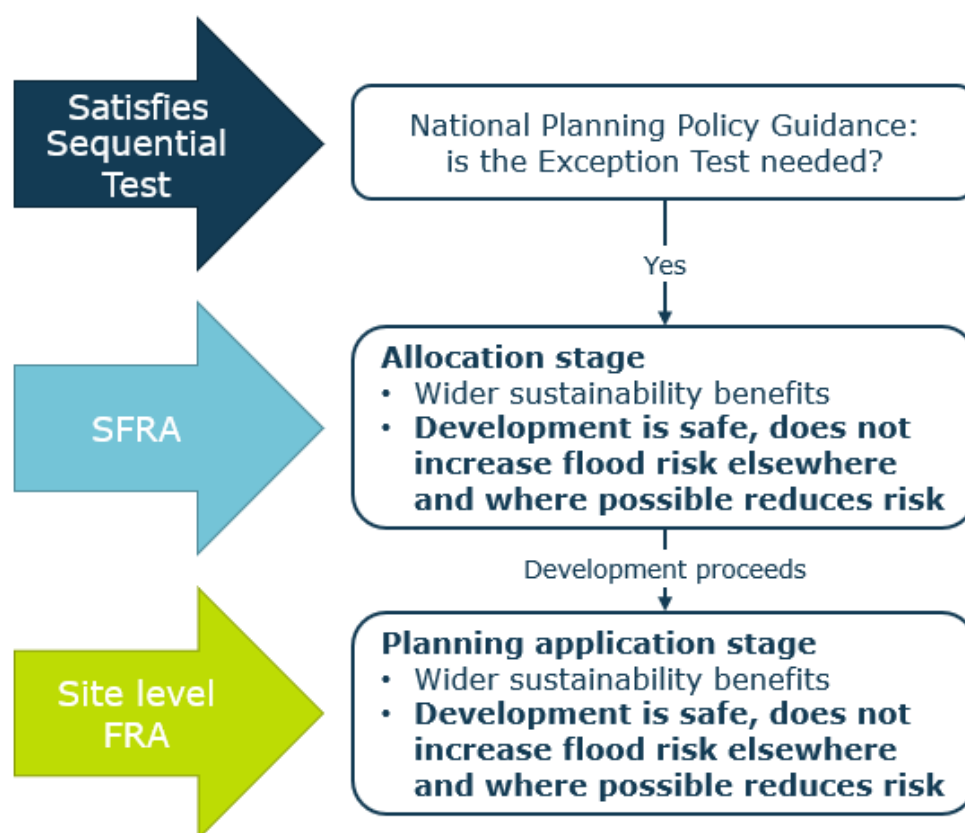 Satisfies
Sequential
Test
National Planning Policy Guidance:
is the Exception Test needed?
Yes
SFRA
Allocation stage
• Wider sustainability benefits
• Development is safe, does not
increase flood risk elsewhere
and where possible reduces risk
Development proceeds
Site level
FRA
Planning application stage
• Wider sustainability benefits
• Development is safe, does not
increase flood risk elsewhere
and where possible reduces risk